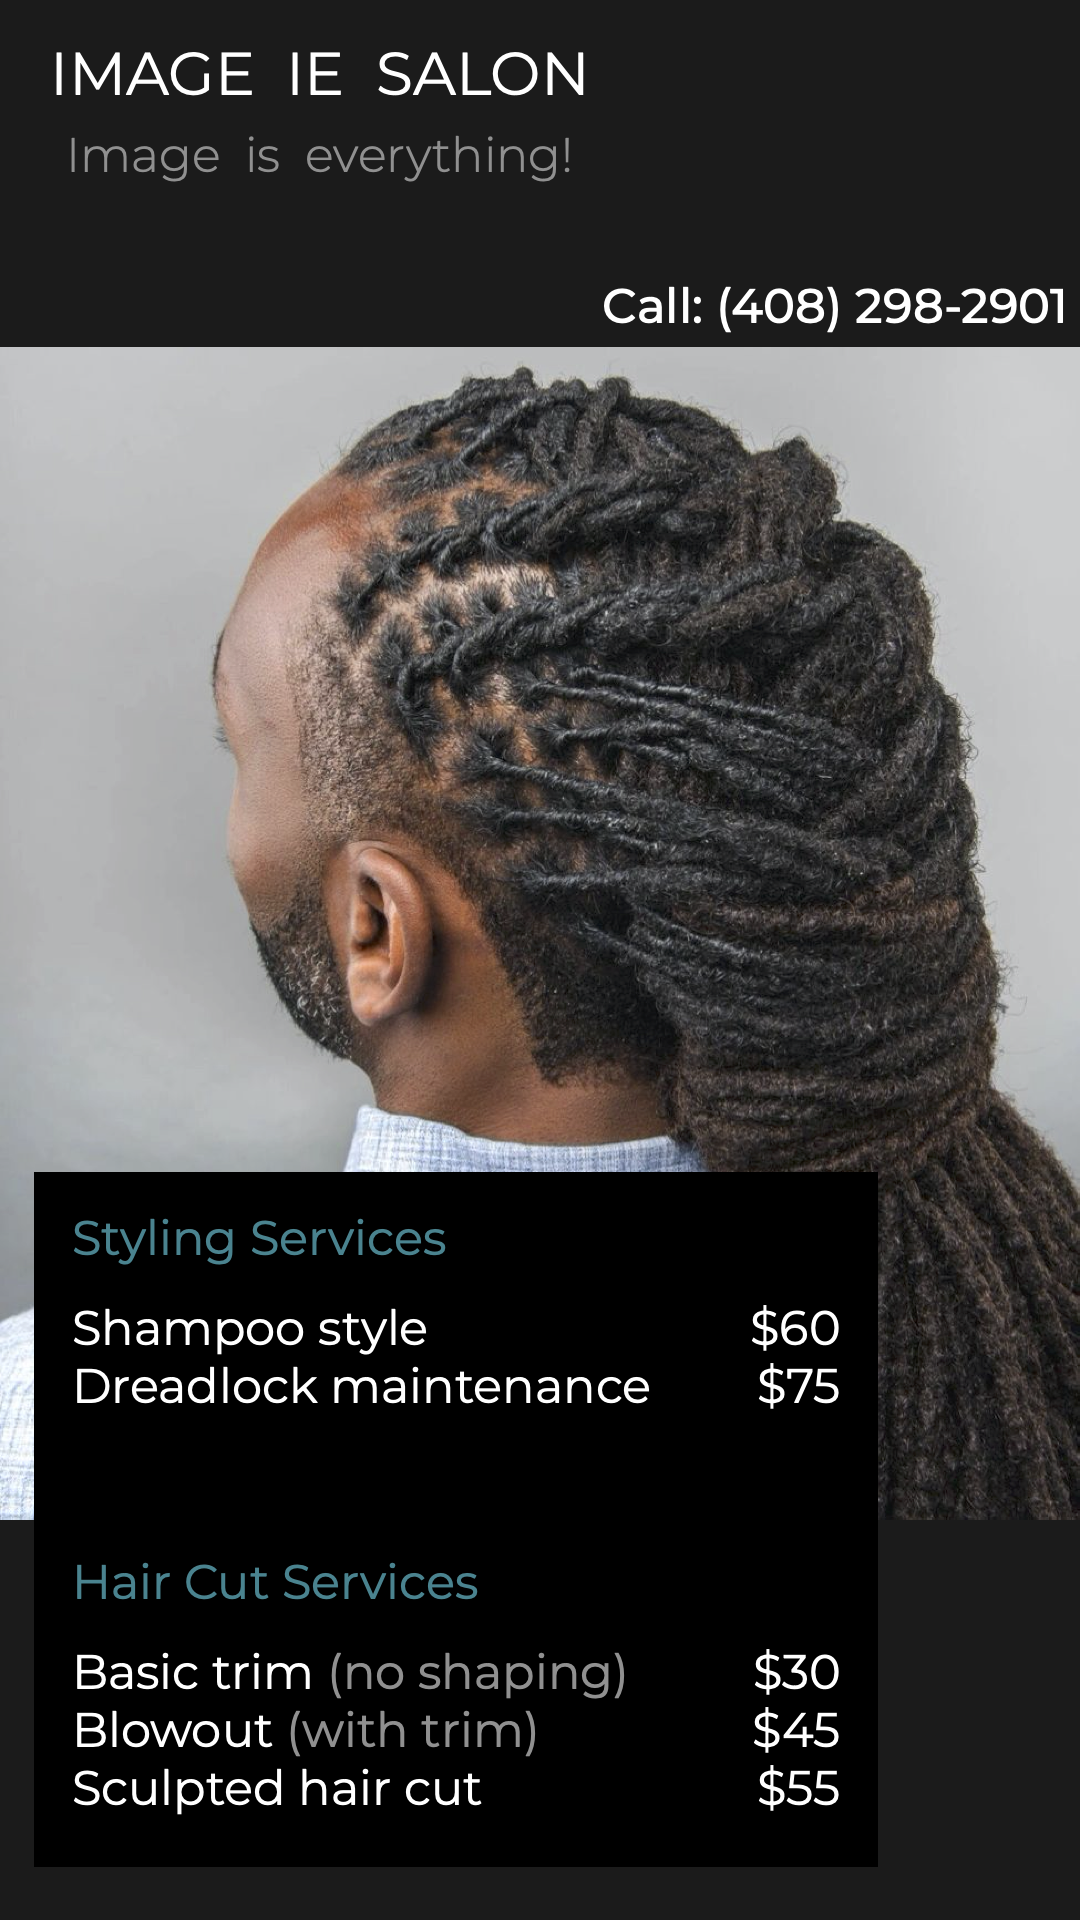 IMAGE IE SALON
Image is everything!
Call: (408) 298-2901
Styling Services
Shampoo style $60
Dreadlock maintenance $75
Hair Cut Services
Basic trim (no shaping) $30
Blowout (with trim) $45
Sculpted hair cut $55